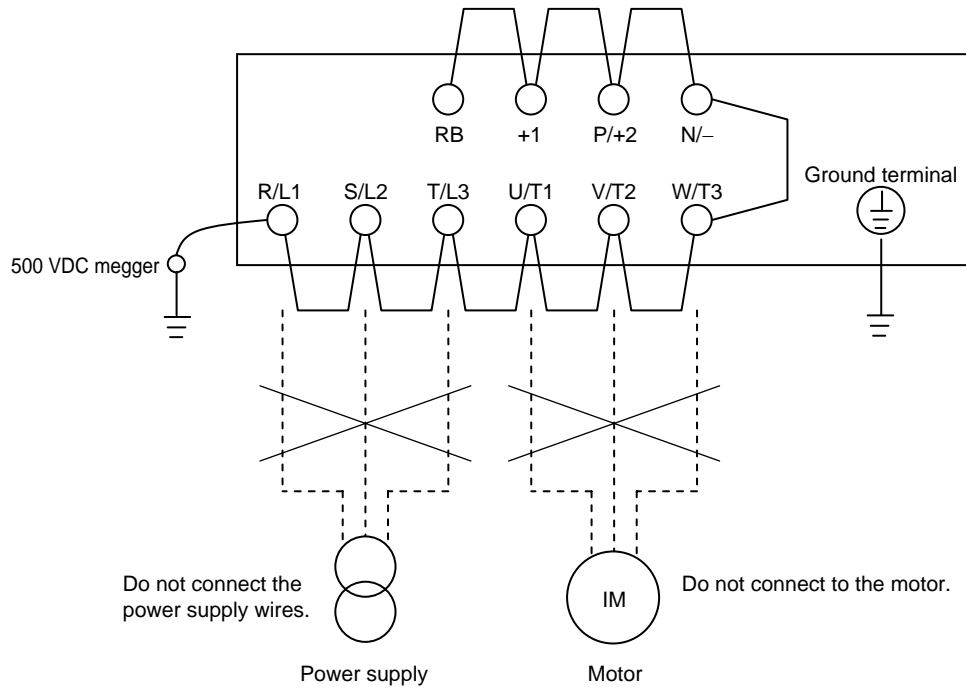 RB
+1
P/+2
N/−
R/L1
S/L2
T/L3
U/T1
V/T2
W/T3
Ground terminal
500 VDC megger
Do not connect the
power supply wires.
IM
Do not connect to the motor.
Power supply
Motor